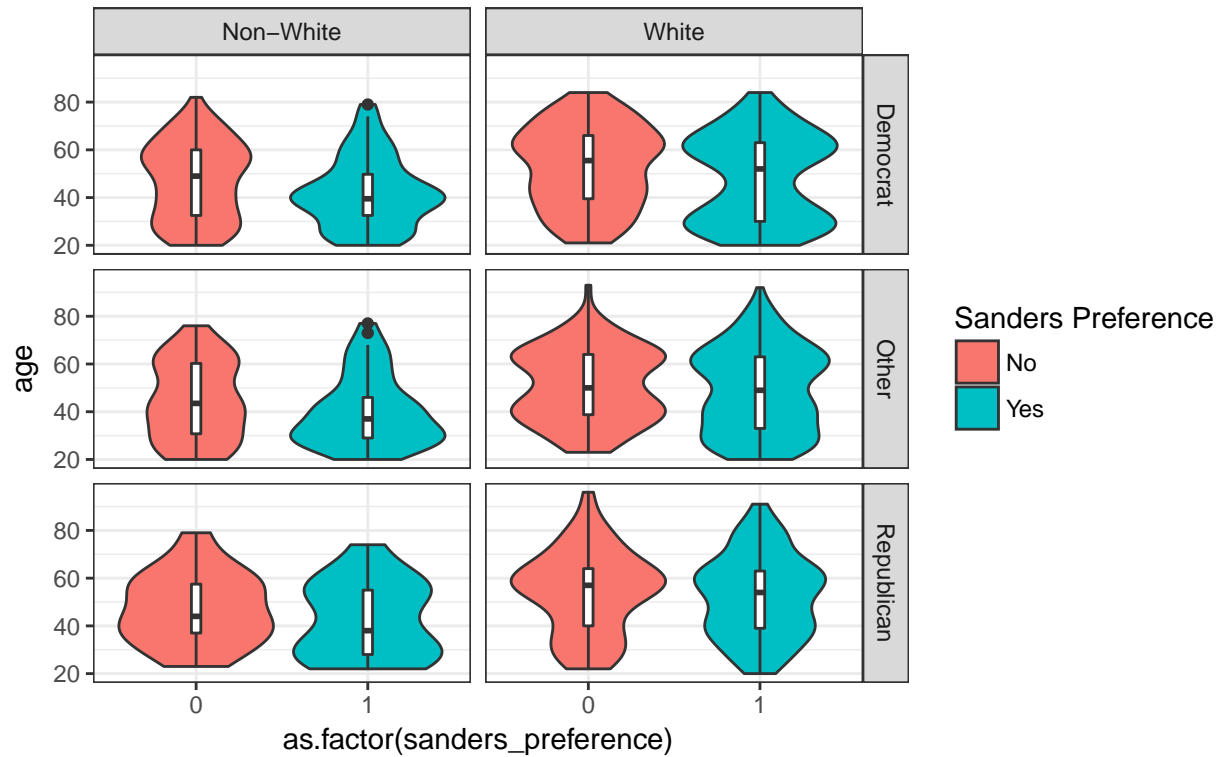 Non−White
White
80
60
40
20
Democrat
80
60
40
20
Other
80
60
40
20
Republican
age
0
1
0
1
as.factor(sanders_preference)
Sanders Preference
No
Yes